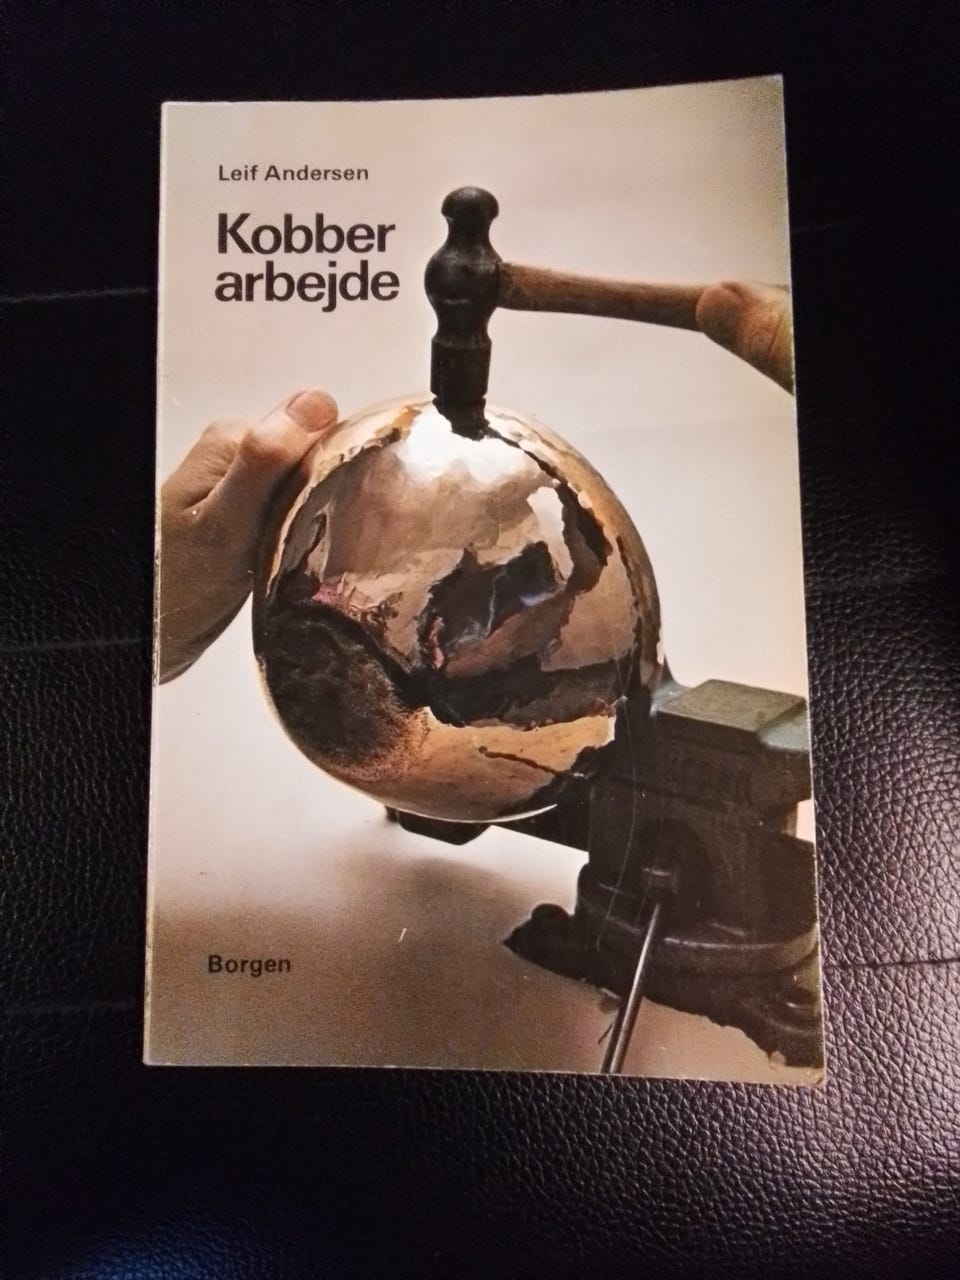 Leif Andersen
Kobber
arbejde
Borgen